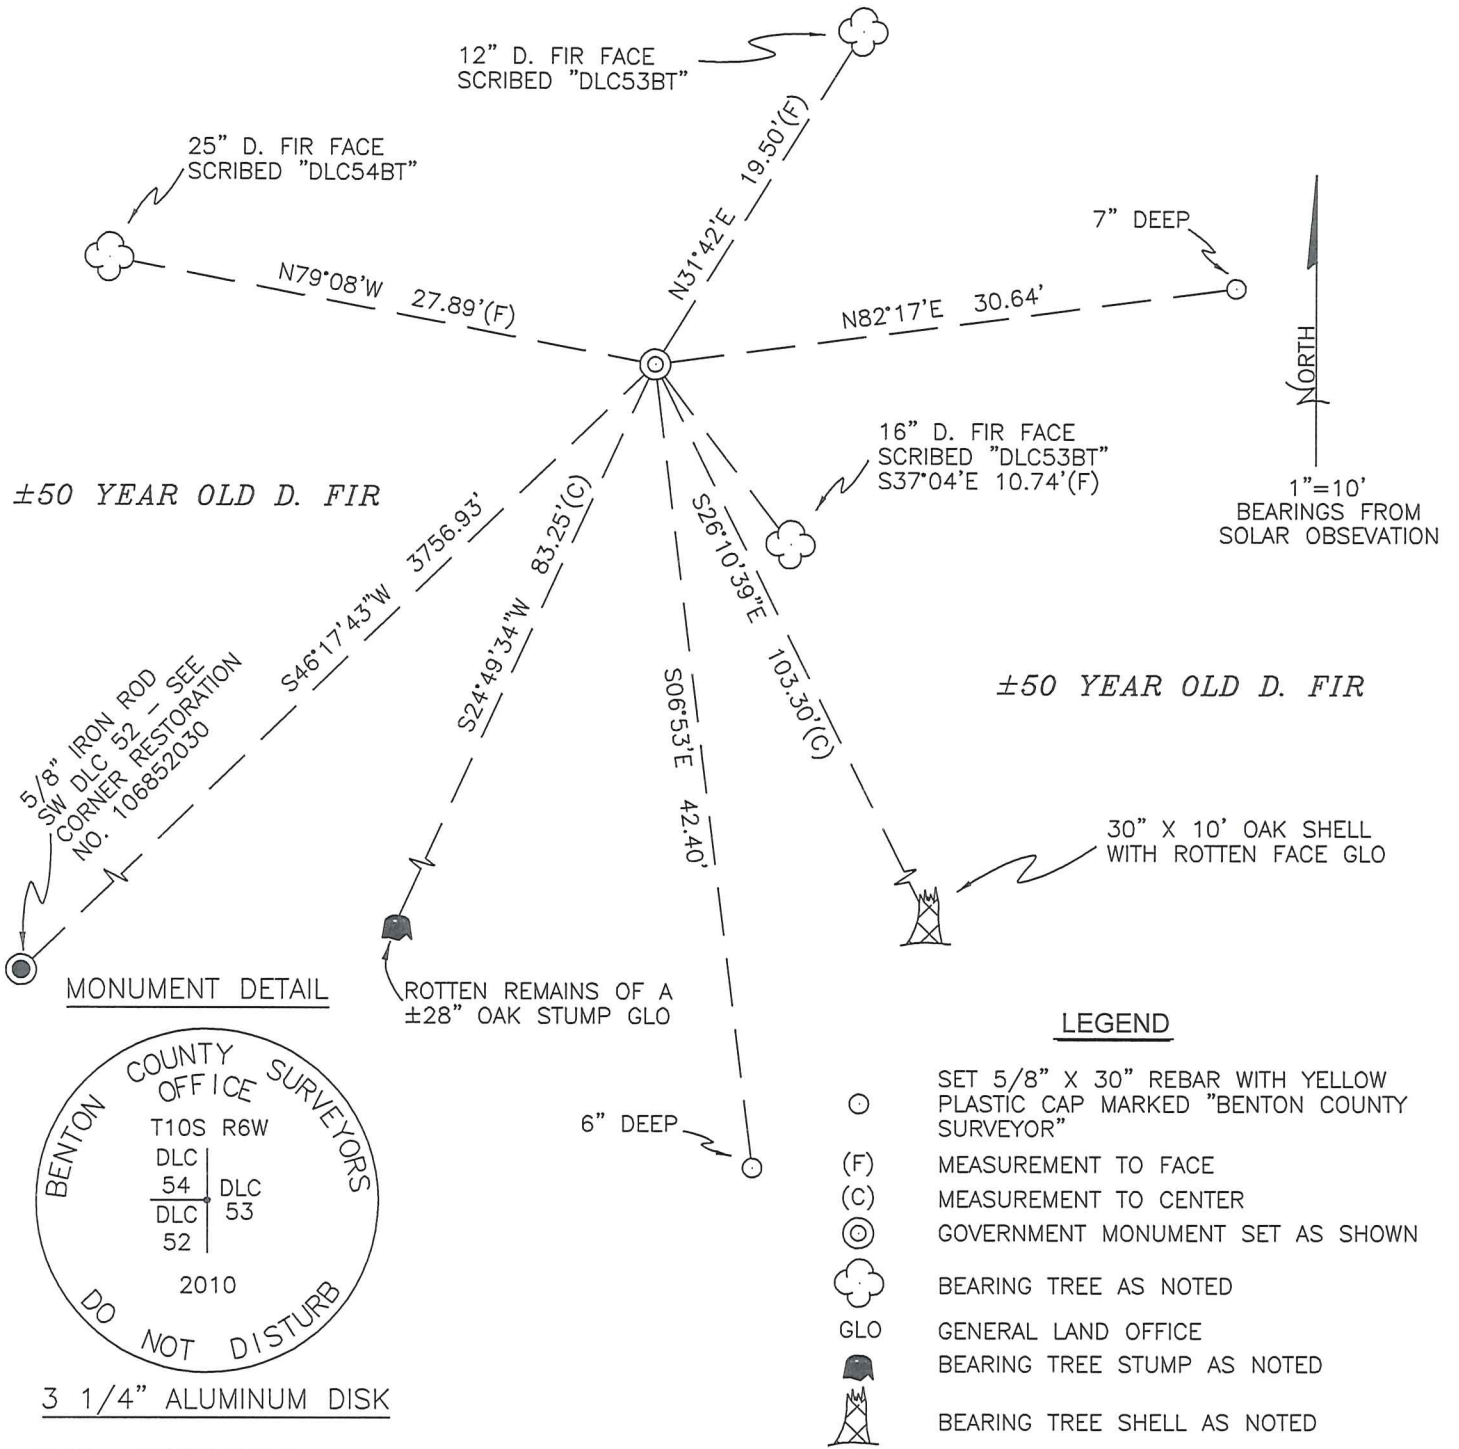 12" D. FIR FACE
SCRIBED "DLC53BT"
25" D. FIR FACE
SCRIBED "DLC54BT"
N31°42'E 19.50'(F)
7" DEEP
N79°08'W 27.89'(F)
N82°17'E 30.64'
NORTH
1"=10'
BEARINGS FROM
SOLAR OBSEVATION
16" D. FIR FACE
SCRIBED "DLC53BT"
S37°04'E 10.74'(F)
±50 YEAR OLD D. FIR
S46°17'43"W 3756.93'
S24°49'34"W 83.25'(C)
S06°53'E 42.40'
S26°10'39"E 103.30'(C)
±50 YEAR OLD D. FIR
5/8" IRON ROD
SW DLC 52 – SEE
CORNER RESTORATION
NO. 106852030
30" X 10' OAK SHELL
WITH ROTTEN FACE GLO
ROTTEN REMAINS OF A
±28" OAK STUMP GLO
6" DEEP
MONUMENT DETAIL
BENTON COUNTY SURVEYORS
OFFICE
T10S R6W
DLC
54
DLC
53
DLC
52
2010
DO NOT DISTURB
3 1/4" ALUMINUM DISK
LEGEND
SET 5/8" X 30" REBAR WITH YELLOW
PLASTIC CAP MARKED "BENTON COUNTY
SURVEYOR"
(F) MEASUREMENT TO FACE
(C) MEASUREMENT TO CENTER
GOVERNMENT MONUMENT SET AS SHOWN
BEARING TREE AS NOTED
GLO GENERAL LAND OFFICE
BEARING TREE STUMP AS NOTED
BEARING TREE SHELL AS NOTED